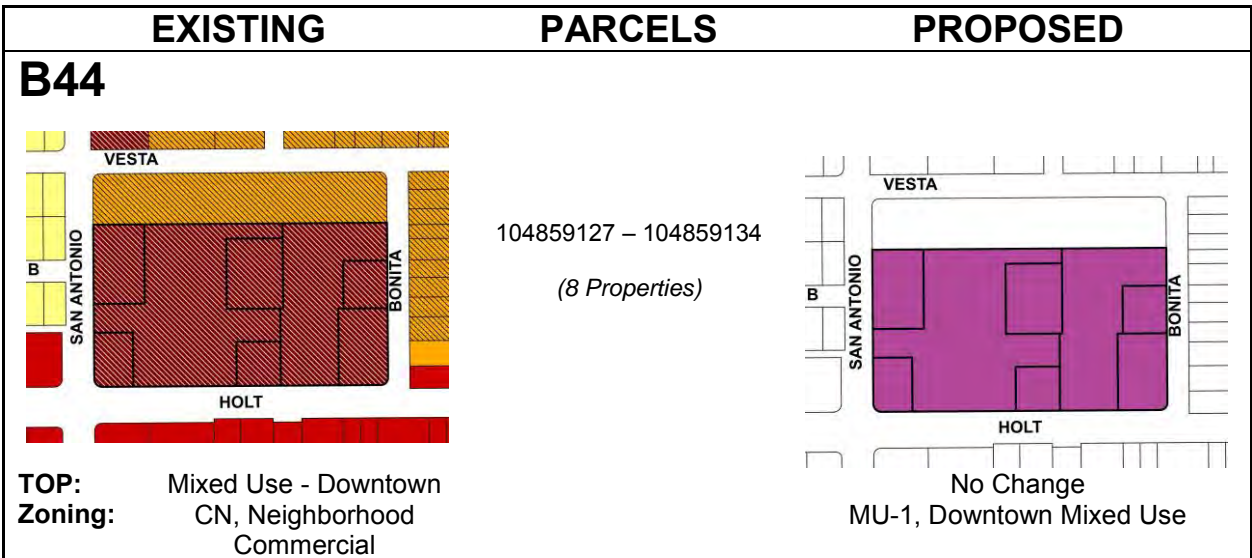 EXISTING PARCELS PROPOSED
B44
VESTA
SAN ANTONIO
B
BONITA
HOLT
104859127 – 104859134
(8 Properties)
VESTA
SAN ANTONIO
B
BONITA
HOLT
TOP: Mixed Use - Downtown No Change
Zoning: CN, Neighborhood MU-1, Downtown Mixed Use
Commercial